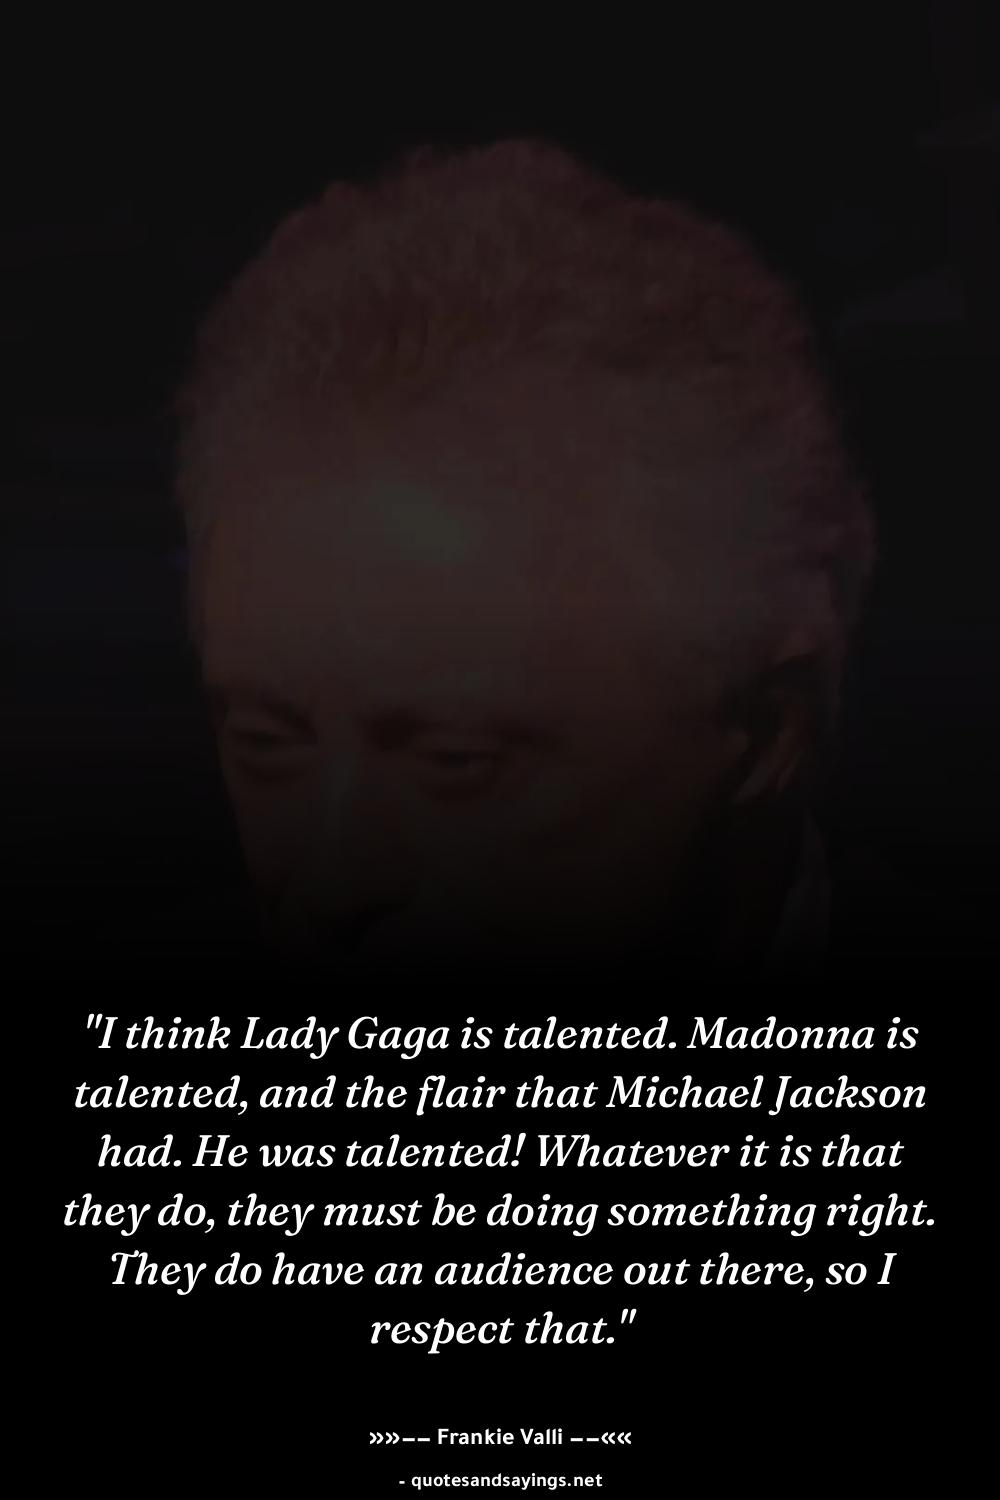 "I think Lady Gaga is talented. Madonna is
talented, and the flair that Michael Jackson
had. He was talented! Whatever it is that
they do, they must be doing something right.
They do have an audience out there, so I
respect that."
»»−− Frankie Valli −−««
- quotesandsayings.net